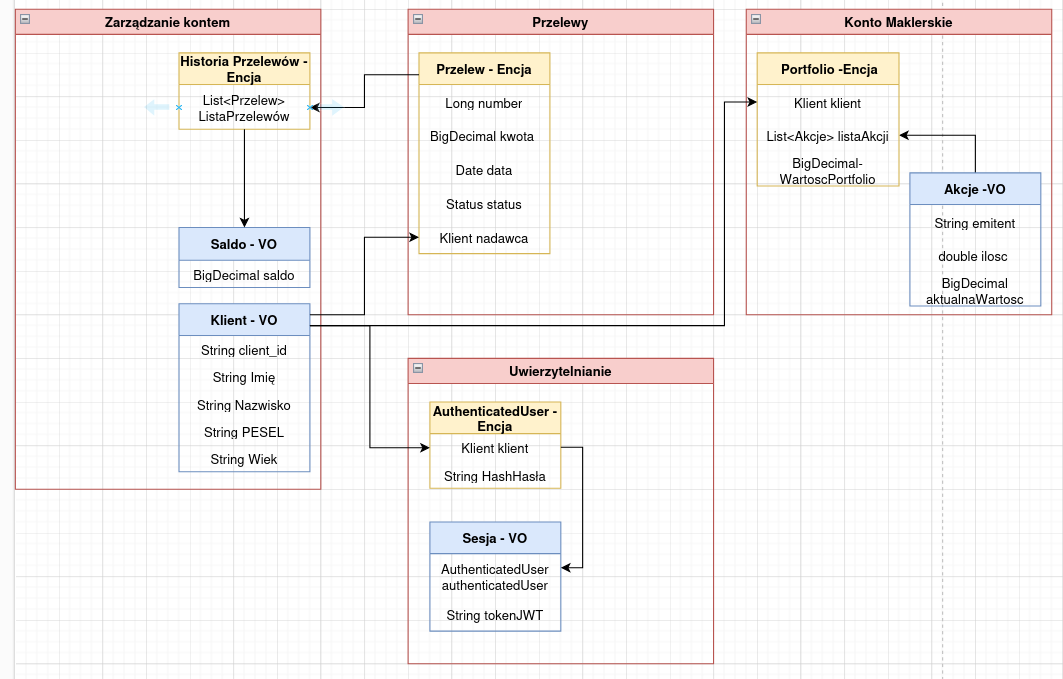 Zarządzanie kontem
Historia Przelewów -
Encja
List<Przelew>
ListaPrzelewów
Saldo - VO
BigDecimal saldo
Klient - VO
String client_id
String Imię
String Nazwisko
String PESEL
String Wiek
Przelewy
Przelew - Encja
Long number
BigDecimal kwota
Date data
Status status
Klient nadawca
Uwierzytelnianie
AuthenticatedUser -
Encja
Klient klient
String HashHasła
Sesja - VO
AuthenticatedUser
authenticatedUser
String tokenJWT
Konto Maklerskie
Portfolio -Encja
Klient klient
List<Akcje> listaAkcji
BigDecimal-
WartoscPortfolio
Akcje -VO
String emitent
double ilosc
BigDecimal
aktualnaWartosc